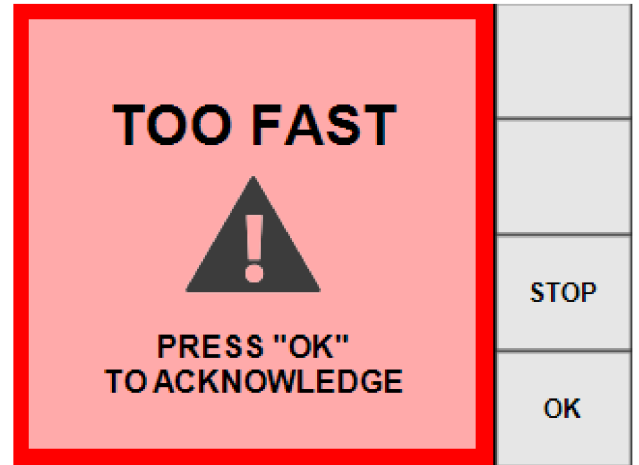 TOO FAST
!
PRESS "OK"
TO ACKNOWLEDGE
STOP
OK